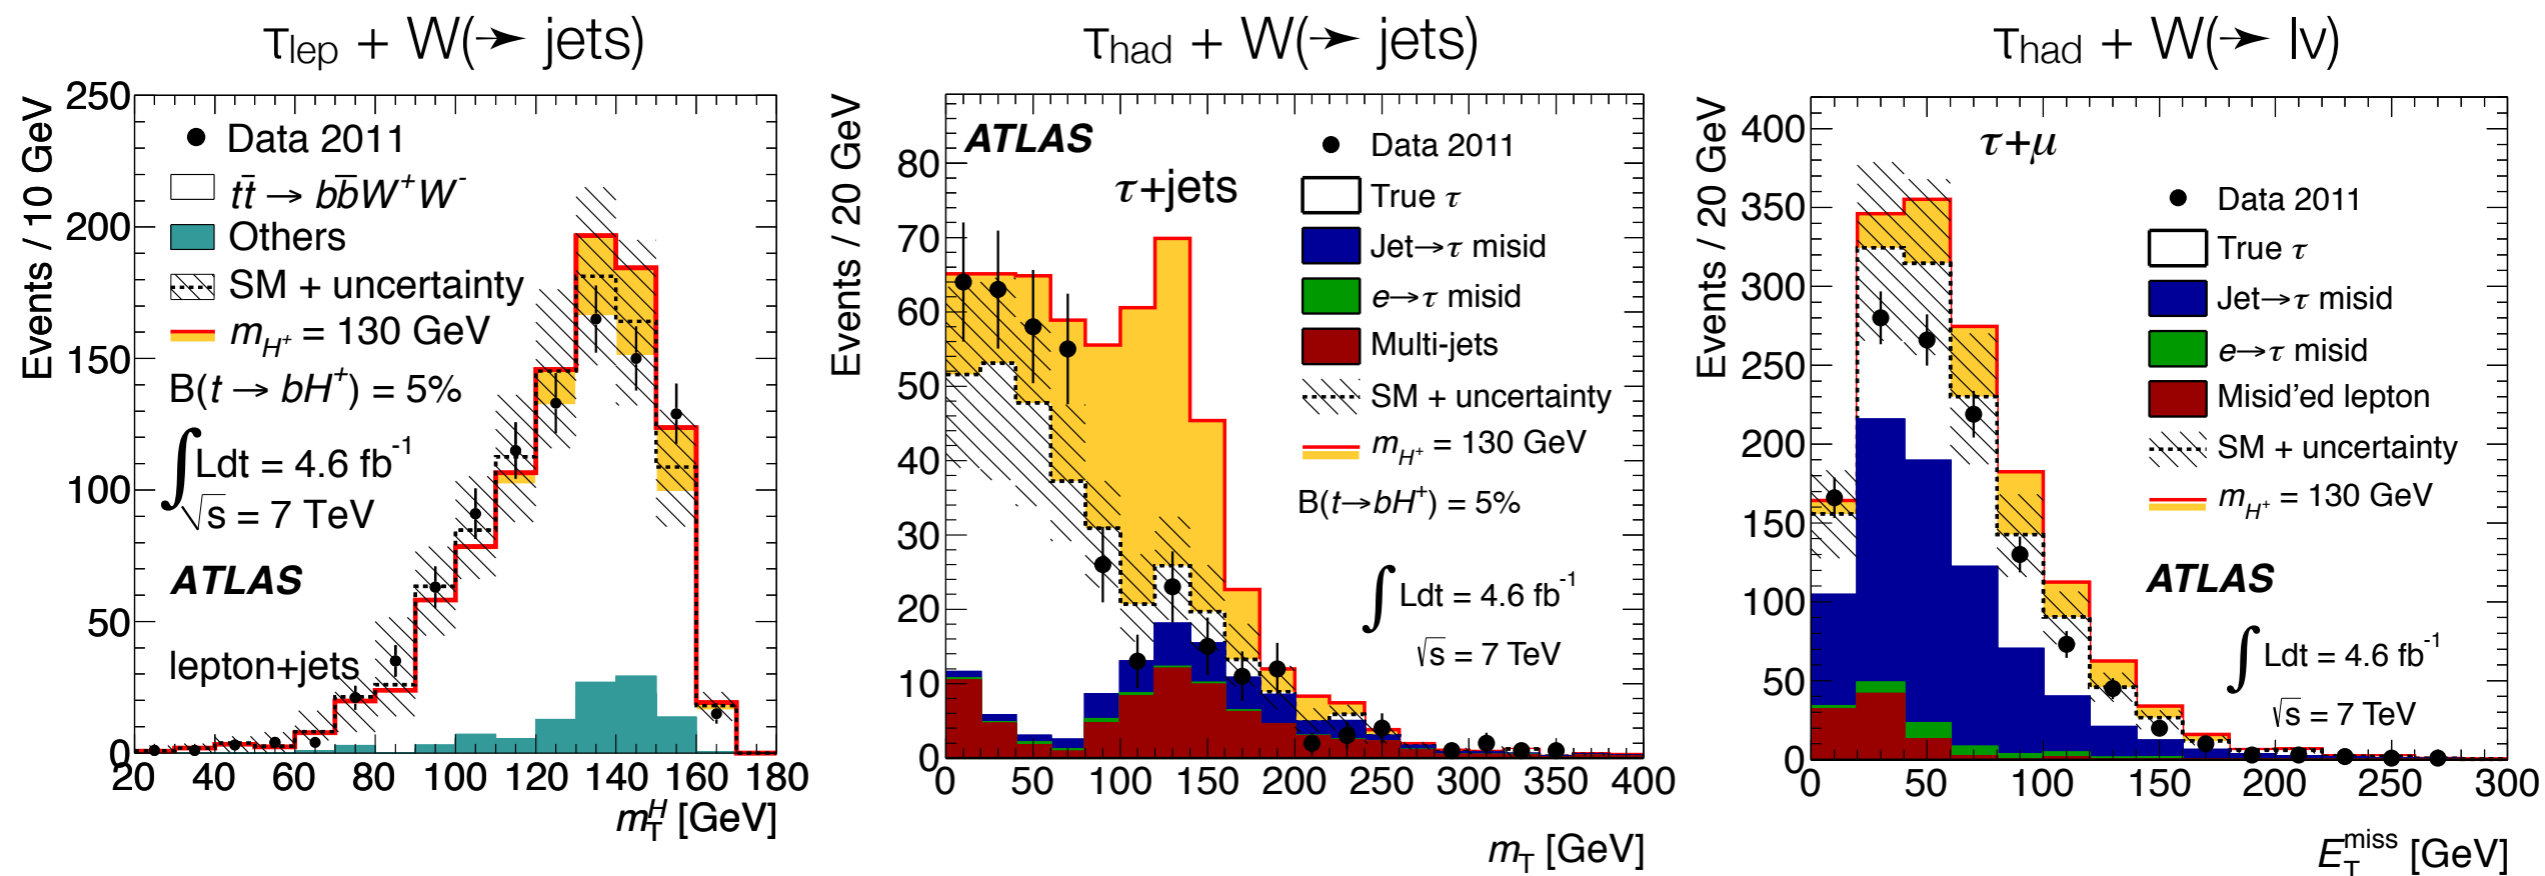 τlep + W(→ jets)
Events / 10 GeV
250
200
150
100
50
0
Data 2011
tt̄ → bb̄W⁺W⁻
Others
SM + uncertainty
m_H⁺ = 130 GeV
B(t → bH⁺) = 5%
∫Ldt = 4.6 fb⁻¹
√s = 7 TeV
ATLAS
lepton+jets
20 40 60 80 100 120 140 160 180
m_T^H [GeV]
τhad + W(→ jets)
Events / 20 GeV
80
70
60
50
40
30
20
10
0
ATLAS
τ+jets
Data 2011
True τ
Jet→τ misid
e→τ misid
Multi-jets
SM + uncertainty
m_H⁺ = 130 GeV
B(t→bH⁺) = 5%
∫Ldt = 4.6 fb⁻¹
√s = 7 TeV
0 50 100 150 200 250 300 350 400
m_T [GeV]
τhad + W(→ lν)
Events / 20 GeV
400
350
300
250
200
150
100
50
0
τ+μ
Data 2011
True τ
Jet→τ misid
e→τ misid
Misid'ed lepton
SM + uncertainty
m_H⁺ = 130 GeV
ATLAS
∫Ldt = 4.6 fb⁻¹
√s = 7 TeV
0 50 100 150 200 250 300
E_T^miss [GeV]